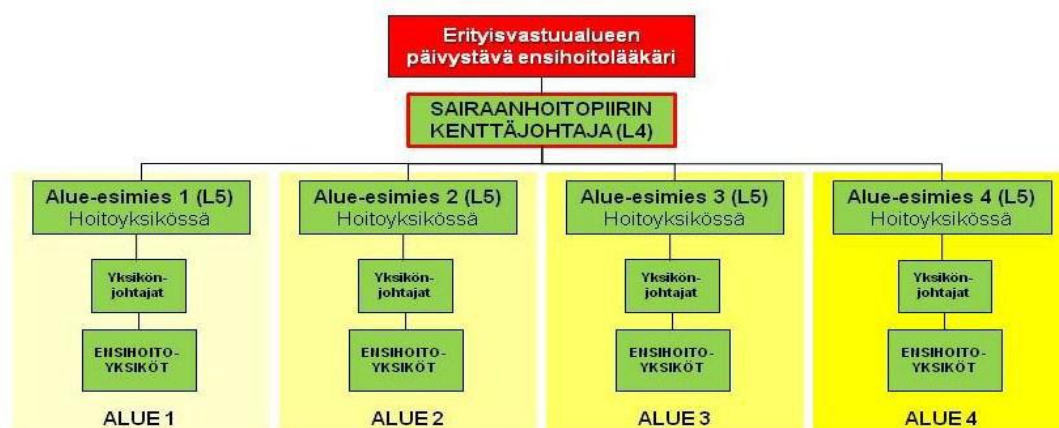 Erityisvastuualueen
päivystävä ensihoitolääkäri
SAIRAANHOITOPIIRIN
KENTTÄJOHTAJA (L4)
Alue-esimies 1 (L5)
Hoitoyksikössä
Alue-esimies 2 (L5)
Hoitoyksikössä
Alue-esimies 3 (L5)
Hoitoyksikössä
Alue-esimies 4 (L5)
Hoitoyksikössä
Yksikön-
johtajat
Yksikön-
johtajat
Yksikön-
johtajat
Yksikön-
johtajat
ENSIHOITO-
YKSIKÖT
ENSIHOITO-
YKSIKÖT
ENSIHOITO-
YKSIKÖT
ENSIHOITO-
YKSIKÖT
ALUE 1
ALUE 2
ALUE 3
ALUE 4